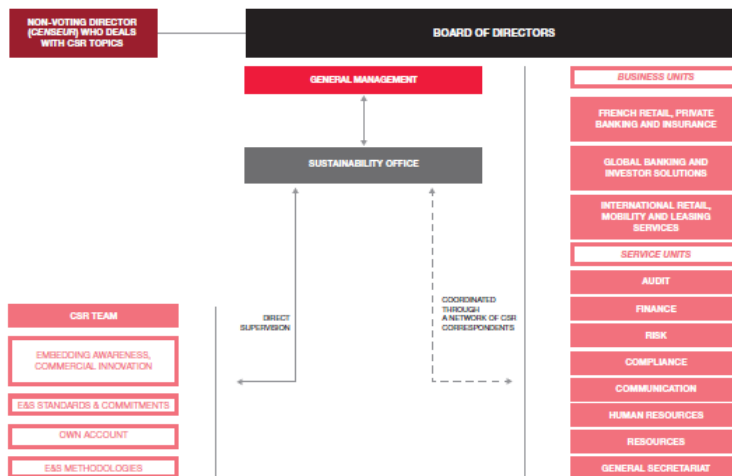 NON-VOTING DIRECTOR
(CENSEUR) WHO DEALS
WITH CSR TOPICS
BOARD OF DIRECTORS
GENERAL MANAGEMENT
SUSTAINABILITY OFFICE
DIRECT
SUPERVISION
COORDINATED
THROUGH
A NETWORK OF CSR
CORRESPONDENTS
CSR TEAM
EMBEDDING AWARENESS,
COMMERCIAL INNOVATION
E&S STANDARDS & COMMITMENTS
OWN ACCOUNT
E&S METHODOLOGIES
BUSINESS UNITS
FRENCH RETAIL, PRIVATE
BANKING AND INSURANCE
GLOBAL BANKING AND
INVESTOR SOLUTIONS
INTERNATIONAL RETAIL,
MOBILITY AND LEASING
SERVICES
SERVICE UNITS
AUDIT
FINANCE
RISK
COMPLIANCE
COMMUNICATION
HUMAN RESOURCES
RESOURCES
GENERAL SECRETARIAT